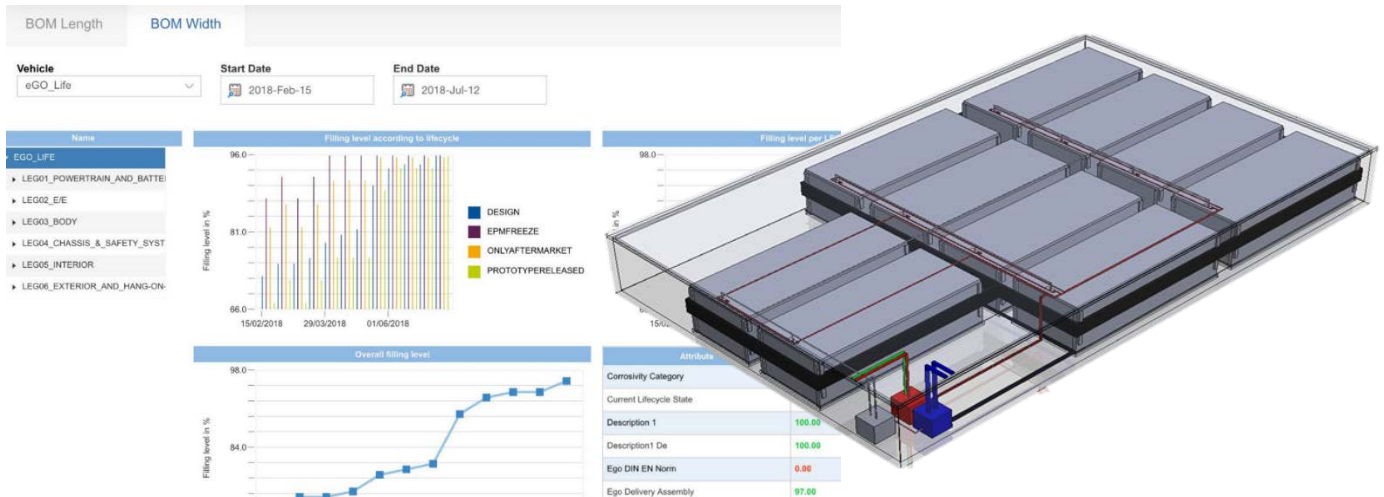 BOM Length
BOM Width
Vehicle
eGO_Life
Start Date
2018-Feb-15
End Date
2018-Jul-12
Name
EGO_LIFE
LEG01_POWERTRAIN_AND_BATTE
LEG02_E/E
LEG03_BODY
LEG04_CHASSIS_&_SAFETY_SYST
LEG05_INTERIOR
LEG06_EXTERIOR_AND_HANG-ON-
Filling level according to lifecycle
96.0
81.0
66.0
Filling level in %
15/02/2018
29/03/2018
01/06/2018
DESIGN
EPMFREEZE
ONLYAFTERMARKET
PROTOTYPERELEASED
Filling level per
98.0
in %
Overall filling level
98.0
84.0
Filling level in %
Attribute
Corrosivity Category
Current Lifecycle State
Description 1
100.00
Description1 De
100.00
Ego DIN EN Norm
0.00
Ego Delivery Assembly
97.00